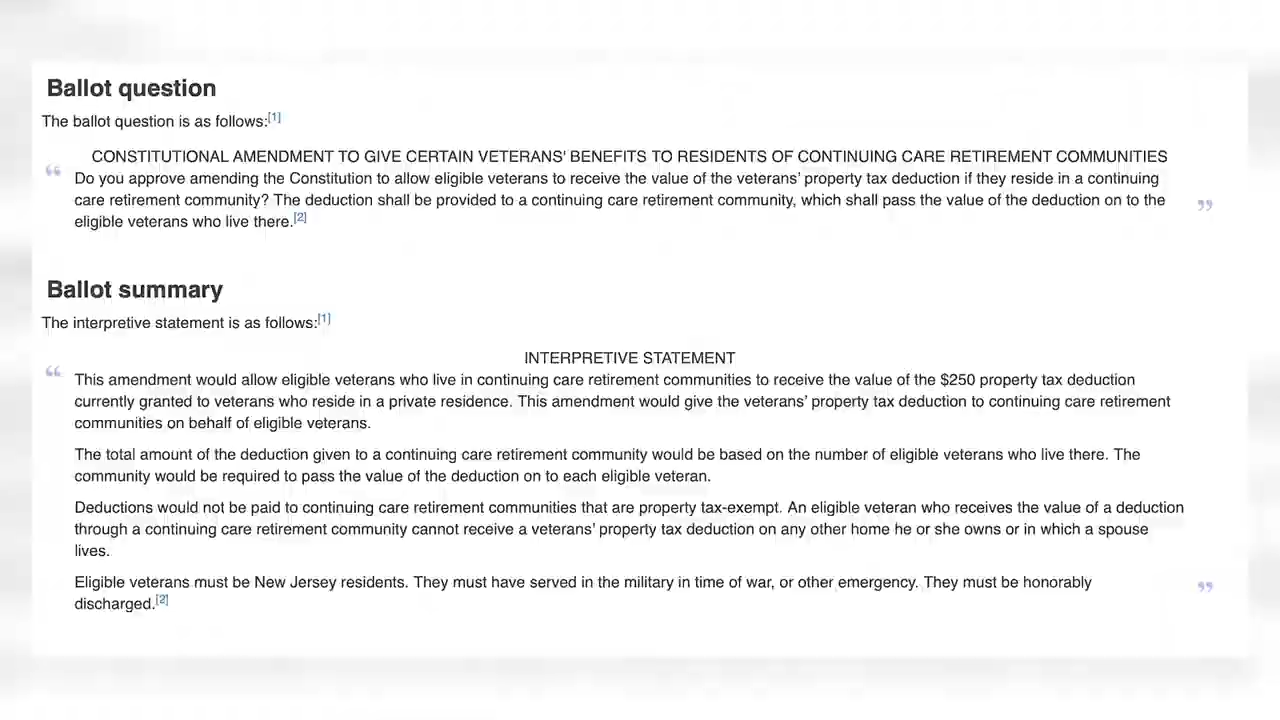 Ballot question
The ballot question is as follows:[1]
“
CONSTITUTIONAL AMENDMENT TO GIVE CERTAIN VETERANS' BENEFITS TO RESIDENTS OF CONTINUING CARE RETIREMENT COMMUNITIES
Do you approve amending the Constitution to allow eligible veterans to receive the value of the veterans' property tax deduction if they reside in a continuing
care retirement community? The deduction shall be provided to a continuing care retirement community, which shall pass the value of the deduction on to the
eligible veterans who live there.[2]
”
Ballot summary
The interpretive statement is as follows:[1]
“
INTERPRETIVE STATEMENT
This amendment would allow eligible veterans who live in continuing care retirement communities to receive the value of the $250 property tax deduction
currently granted to veterans who reside in a private residence. This amendment would give the veterans' property tax deduction to continuing care retirement
communities on behalf of eligible veterans.
The total amount of the deduction given to a continuing care retirement community would be based on the number of eligible veterans who live there. The
community would be required to pass the value of the deduction on to each eligible veteran.
Deductions would not be paid to continuing care retirement communities that are property tax-exempt. An eligible veteran who receives the value of a deduction
through a continuing care retirement community cannot receive a veterans' property tax deduction on any other home he or she owns or in which a spouse
lives.
Eligible veterans must be New Jersey residents. They must have served in the military in time of war, or other emergency. They must be honorably
discharged.[2]
”